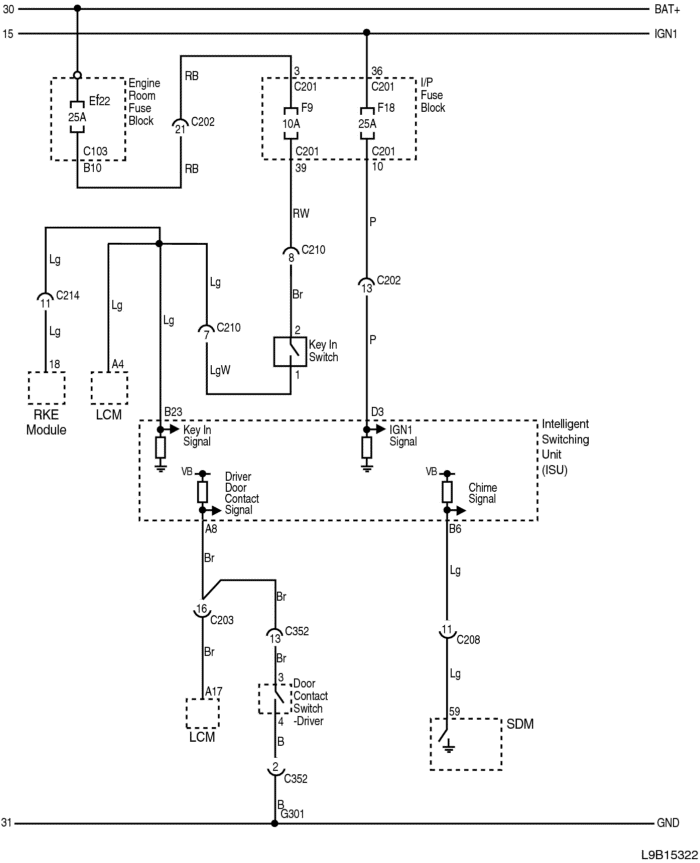 30
BAT+
15
IGN1
Engine
Room
Fuse
Block
Ef22
25A
C103
B10
RB
C202
21
RB
3
C201
F9
10A
C201
39
36
C201
F18
25A
C201
10
I/P
Fuse
Block
RW
C210
8
Br
P
C202
13
P
Lg
C214
11
Lg
18
RKE
Module
Lg
A4
LCM
Lg
Lg
C210
7
LgW
2
Key In
Switch
1
B23
Key In
Signal
D3
IGN1
Signal
Intelligent
Switching
Unit
(ISU)
VB
Driver
Door
Contact
Signal
A8
VB
Chime
Signal
B6
Br
16
C203
Br
A17
LCM
Br
C352
13
Br
3
Door
Contact
Switch
-Driver
4
B
2
C352
B
G301
Lg
11
C208
Lg
59
SDM
31
GND
L9B15322